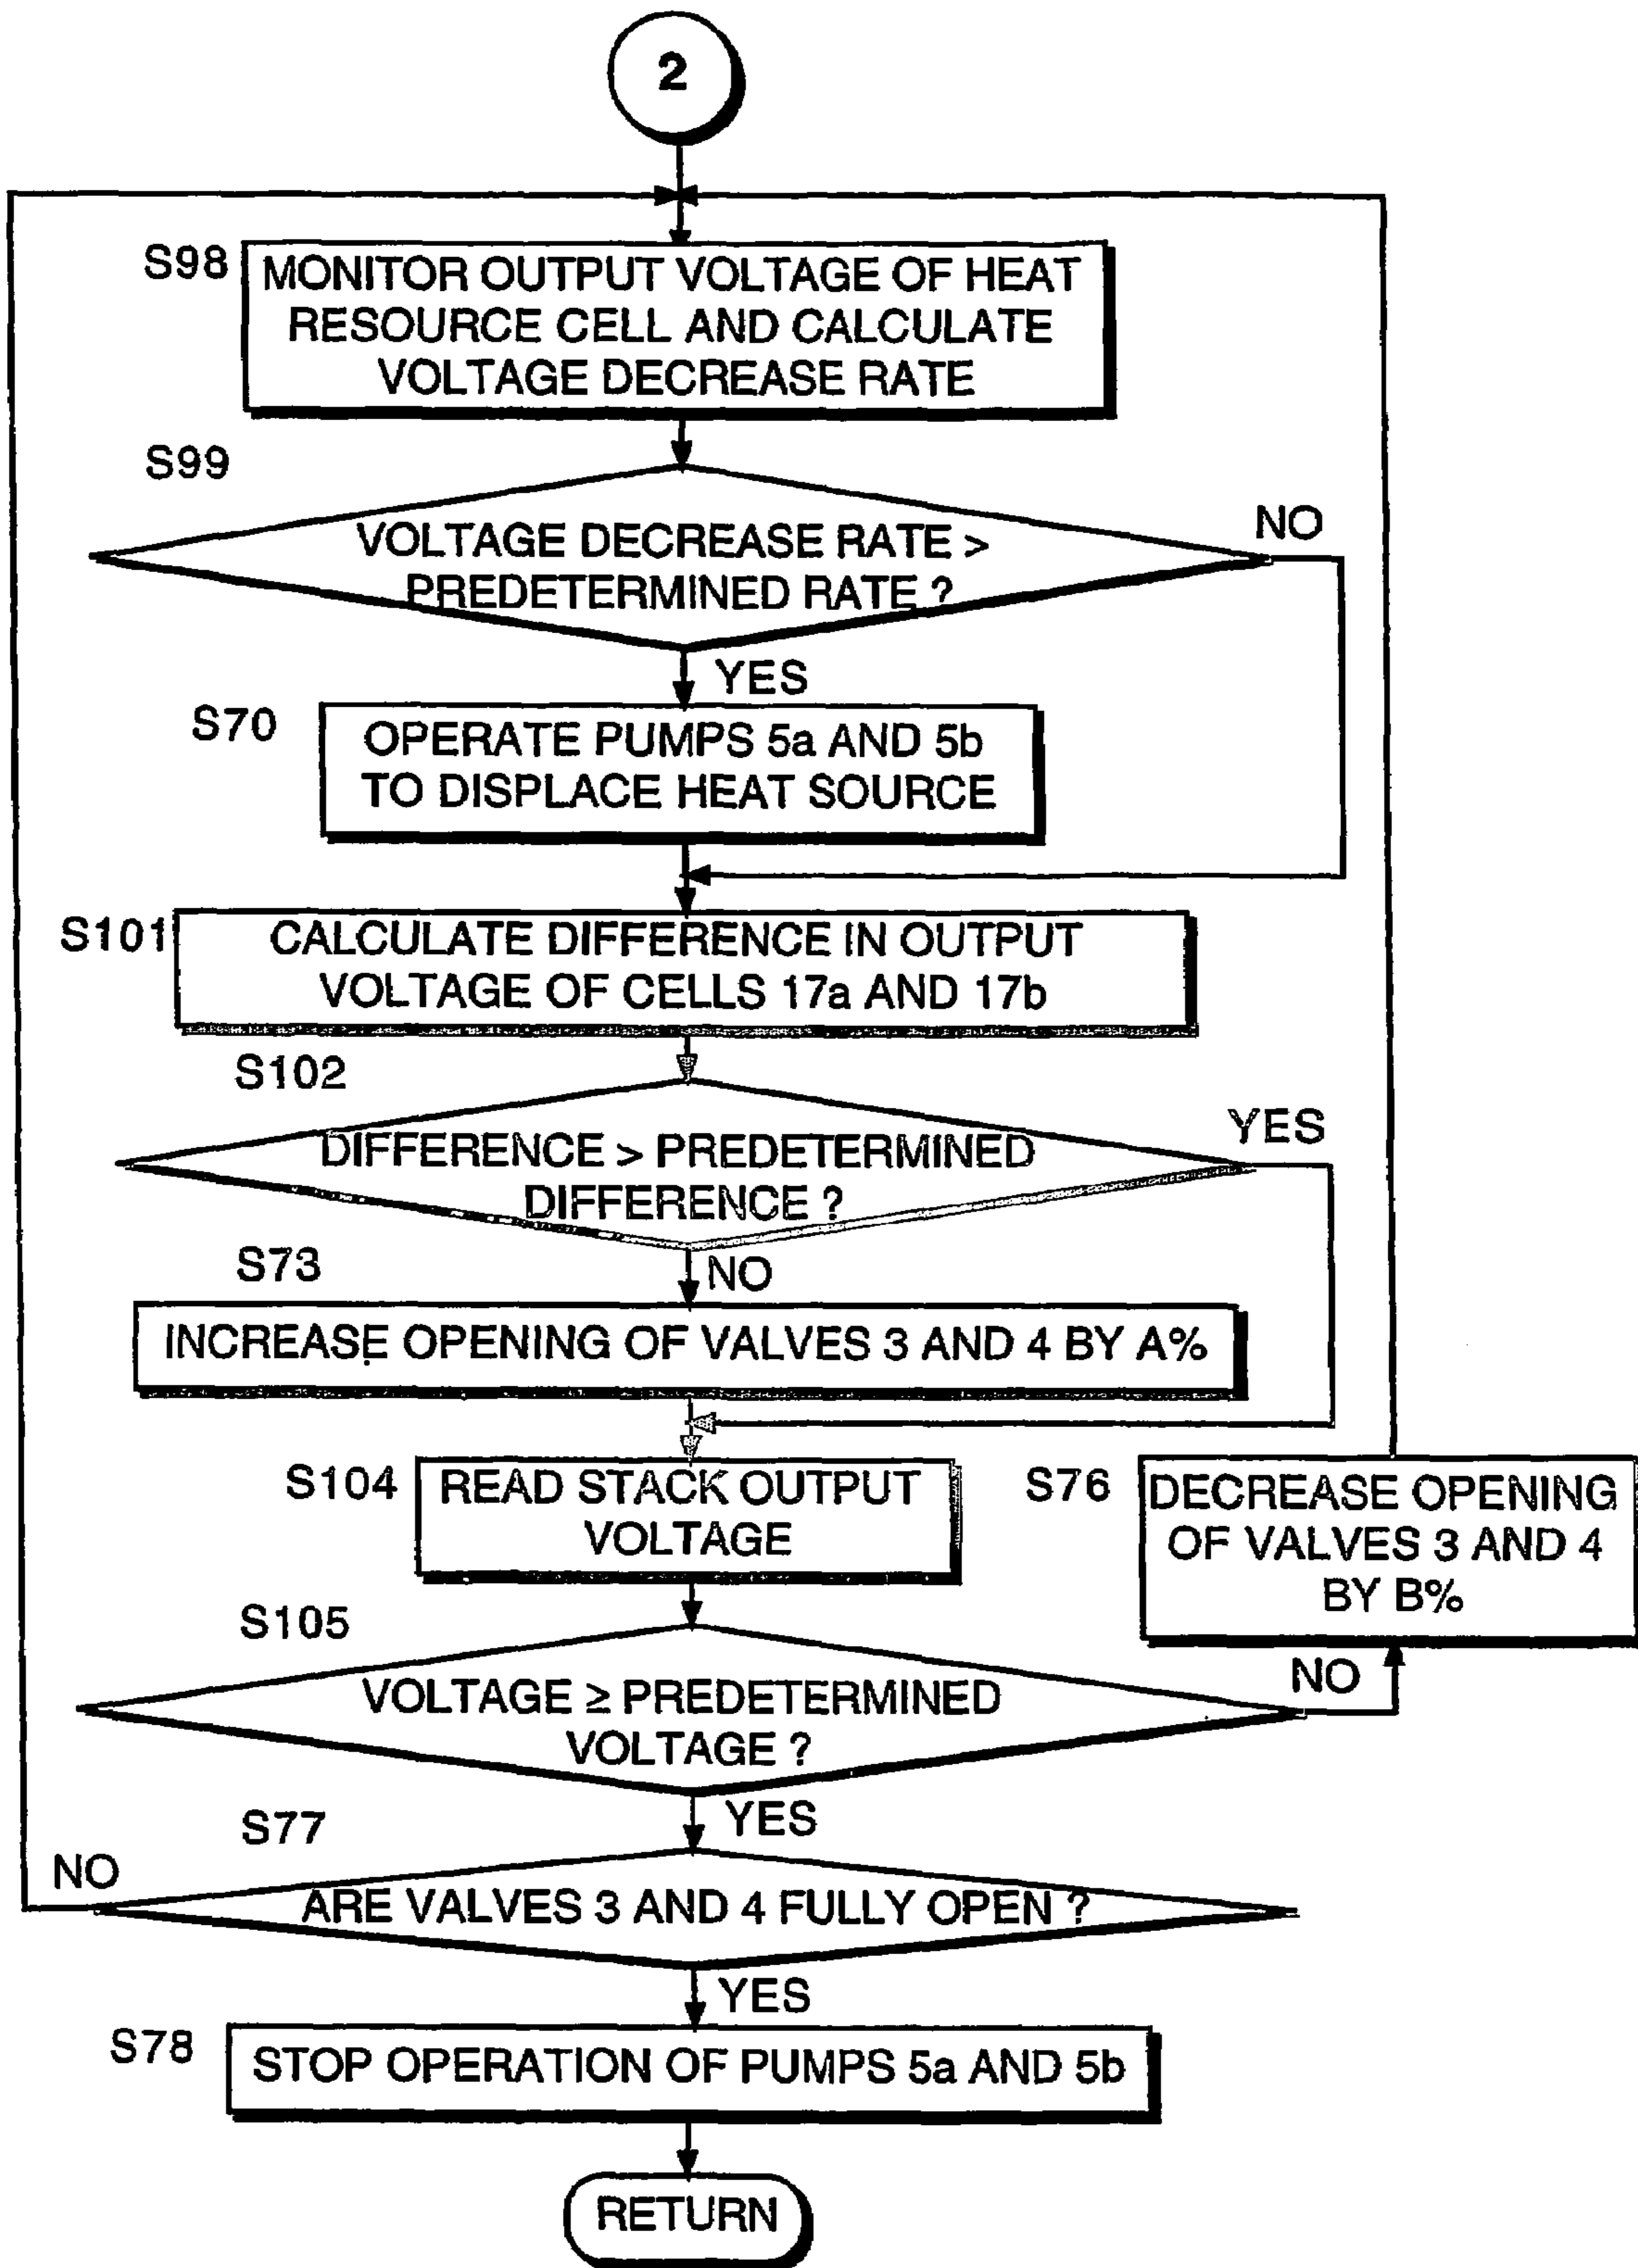 2
S98
MONITOR OUTPUT VOLTAGE OF HEAT
RESOURCE CELL AND CALCULATE
VOLTAGE DECREASE RATE
S99
VOLTAGE DECREASE RATE >
PREDETERMINED RATE ?
NO
YES
S70
OPERATE PUMPS 5a AND 5b
TO DISPLACE HEAT SOURCE
S101
CALCULATE DIFFERENCE IN OUTPUT
VOLTAGE OF CELLS 17a AND 17b
S102
DIFFERENCE > PREDETERMINED
DIFFERENCE ?
YES
NO
S73
INCREASE OPENING OF VALVES 3 AND 4 BY A%
S104
READ STACK OUTPUT
VOLTAGE
S76
DECREASE OPENING
OF VALVES 3 AND 4
BY B%
S105
VOLTAGE ≥ PREDETERMINED
VOLTAGE ?
NO
YES
S77
NO
ARE VALVES 3 AND 4 FULLY OPEN ?
YES
S78
STOP OPERATION OF PUMPS 5a AND 5b
RETURN